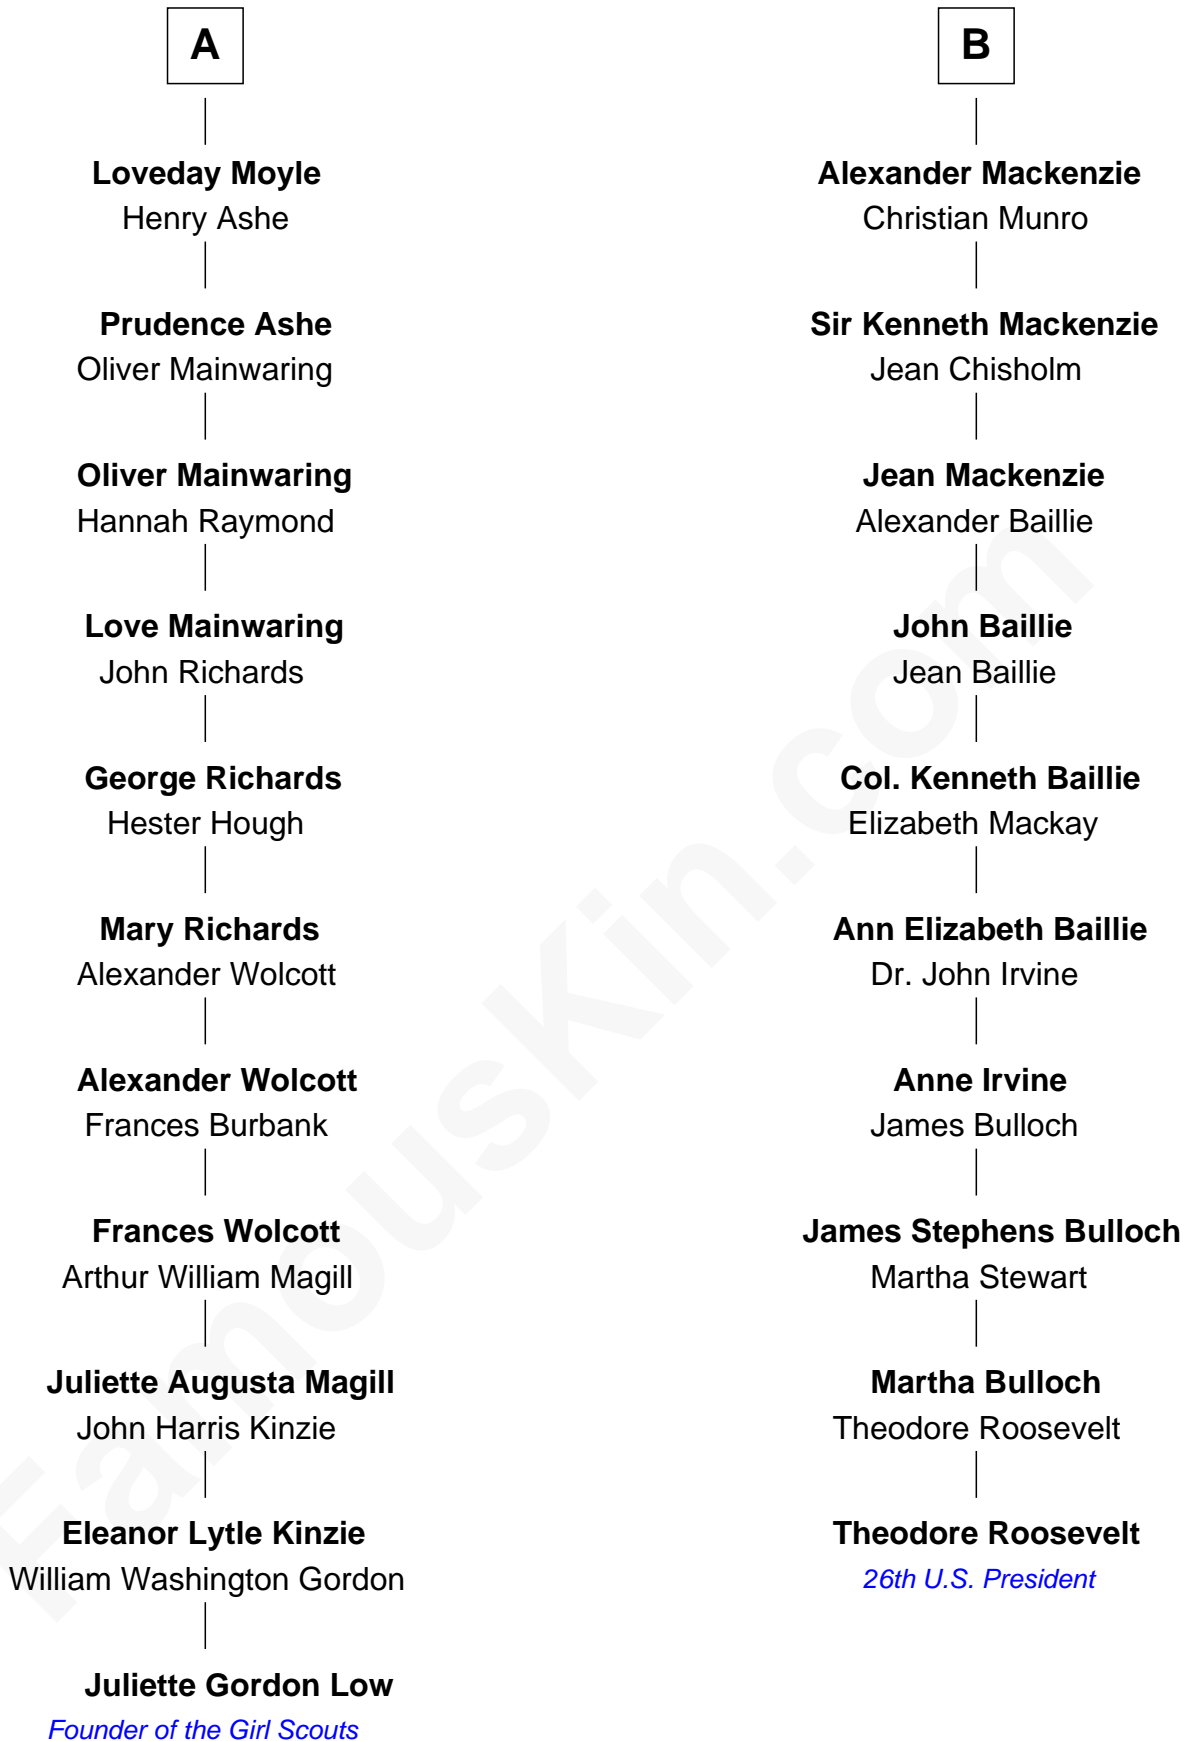 A
Loveday Moyle
Henry Ashe
Prudence Ashe
Oliver Mainwaring
Oliver Mainwaring
Hannah Raymond
Love Mainwaring
John Richards
George Richards
Hester Hough
Mary Richards
Alexander Wolcott
Alexander Wolcott
Frances Burbank
Frances Wolcott
Arthur William Magill
Juliette Augusta Magill
John Harris Kinzie
Eleanor Lytle Kinzie
William Washington Gordon
Juliette Gordon Low
Founder of the Girl Scouts
B
Alexander Mackenzie
Christian Munro
Sir Kenneth Mackenzie
Jean Chisholm
Jean Mackenzie
Alexander Baillie
John Baillie
Jean Baillie
Col. Kenneth Baillie
Elizabeth Mackay
Ann Elizabeth Baillie
Dr. John Irvine
Anne Irvine
James Bulloch
James Stephens Bulloch
Martha Stewart
Martha Bulloch
Theodore Roosevelt
Theodore Roosevelt
26th U.S. President
FamousKin.com